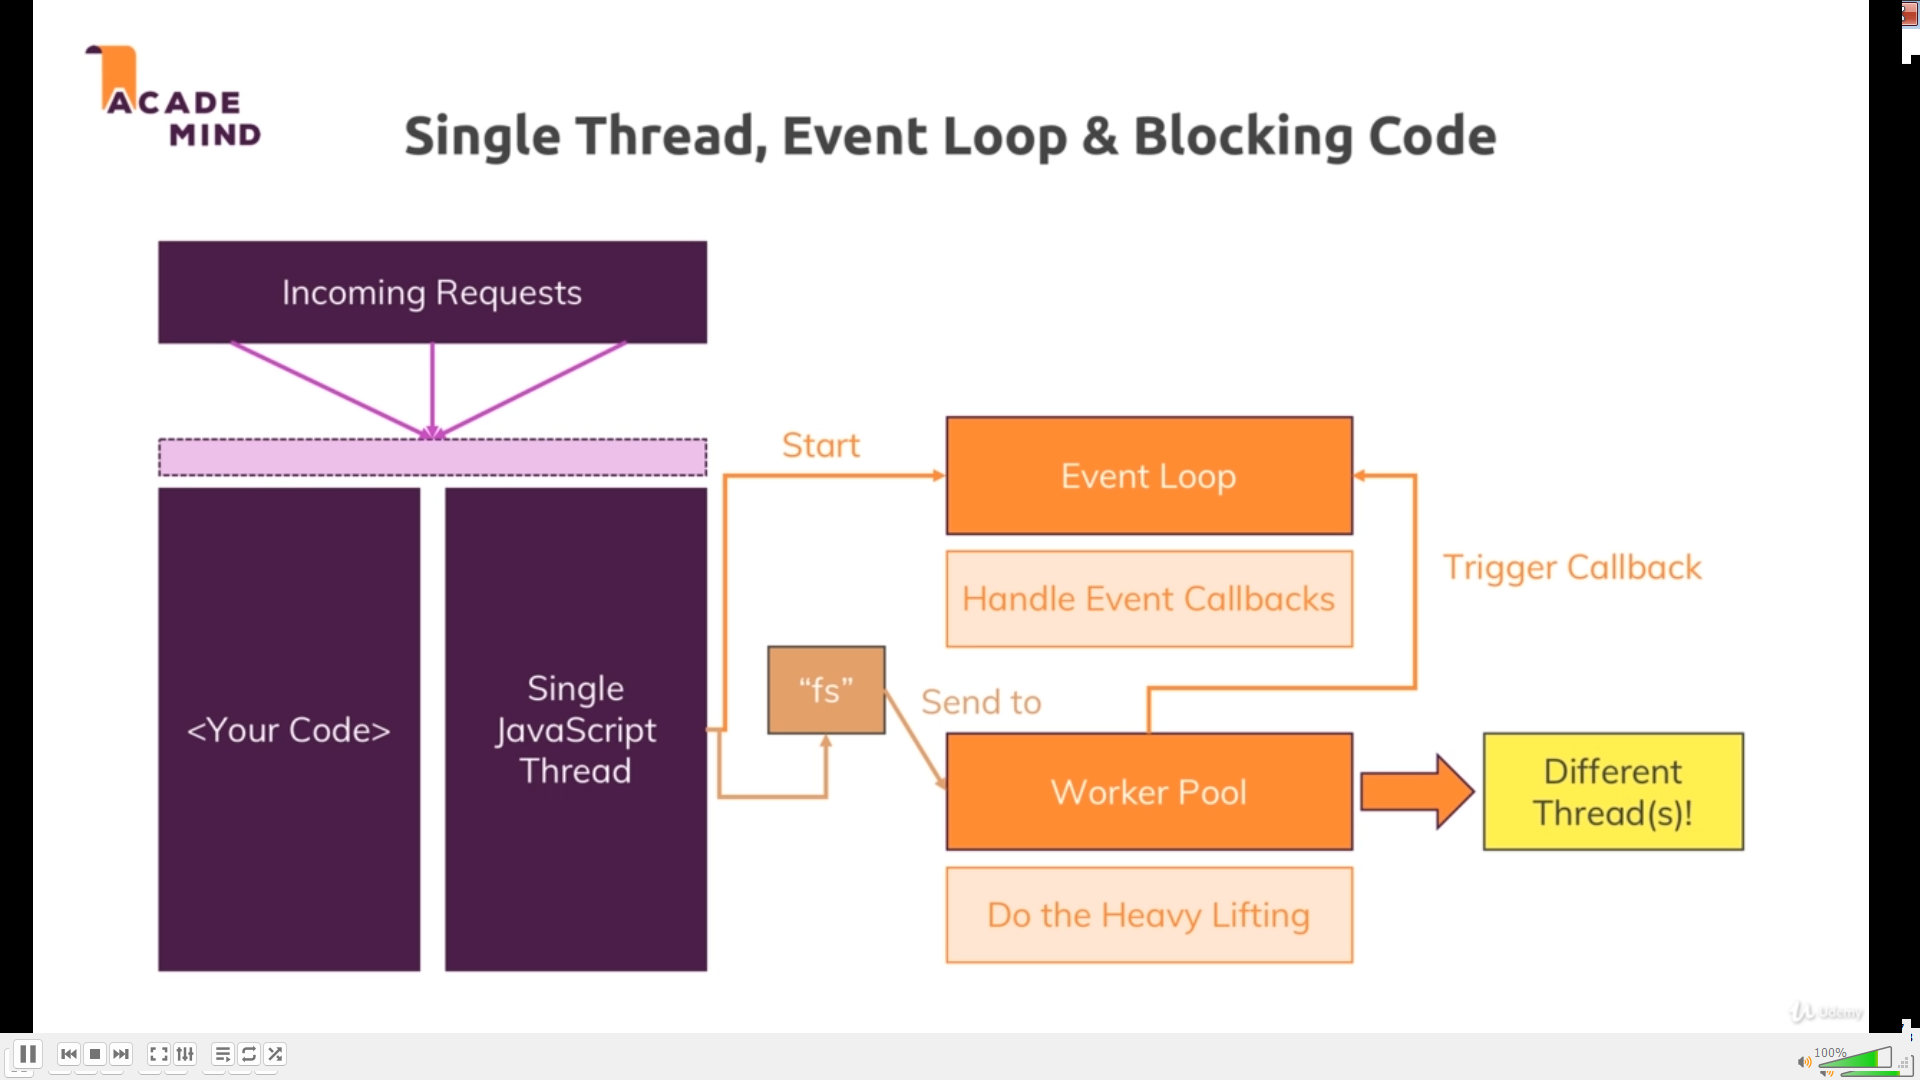 ACADE
MIND
Single Thread, Event Loop & Blocking Code
Incoming Requests
Start
Event Loop
Trigger Callback
Handle Event Callbacks
<Your Code>
Single
JavaScript
Thread
“fs”
Send to
Worker Pool
Different
Thread(s)!
Do the Heavy Lifting
Udemy
100%